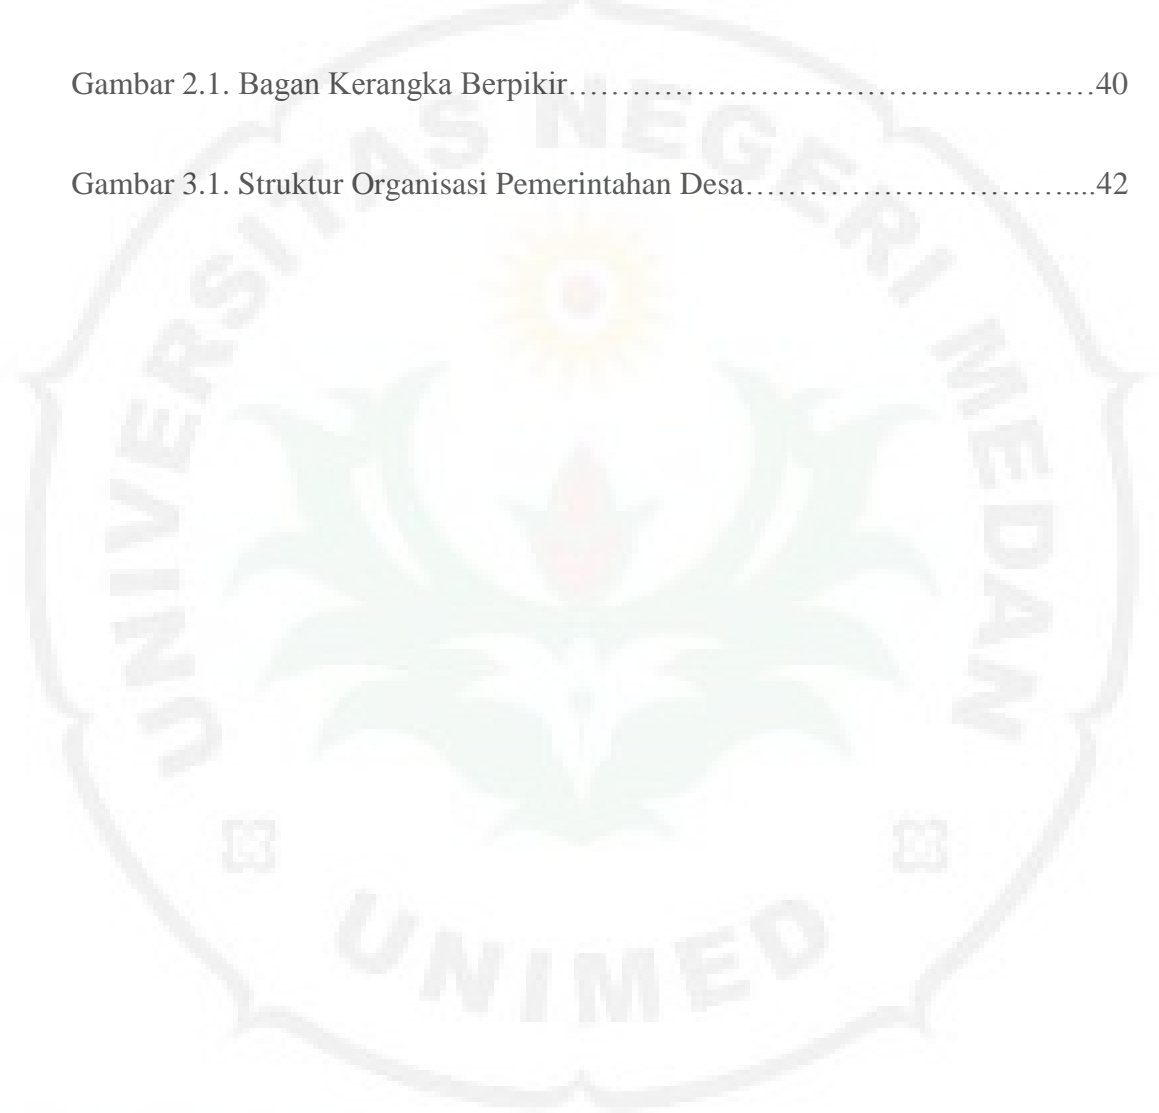 Gambar 2.1. Bagan Kerangka Berpikir……………………………………..……40
Gambar 3.1. Struktur Organisasi Pemerintahan Desa…………………………....42
UNIVERSITAS NEGERI MEDAN
UNIMED